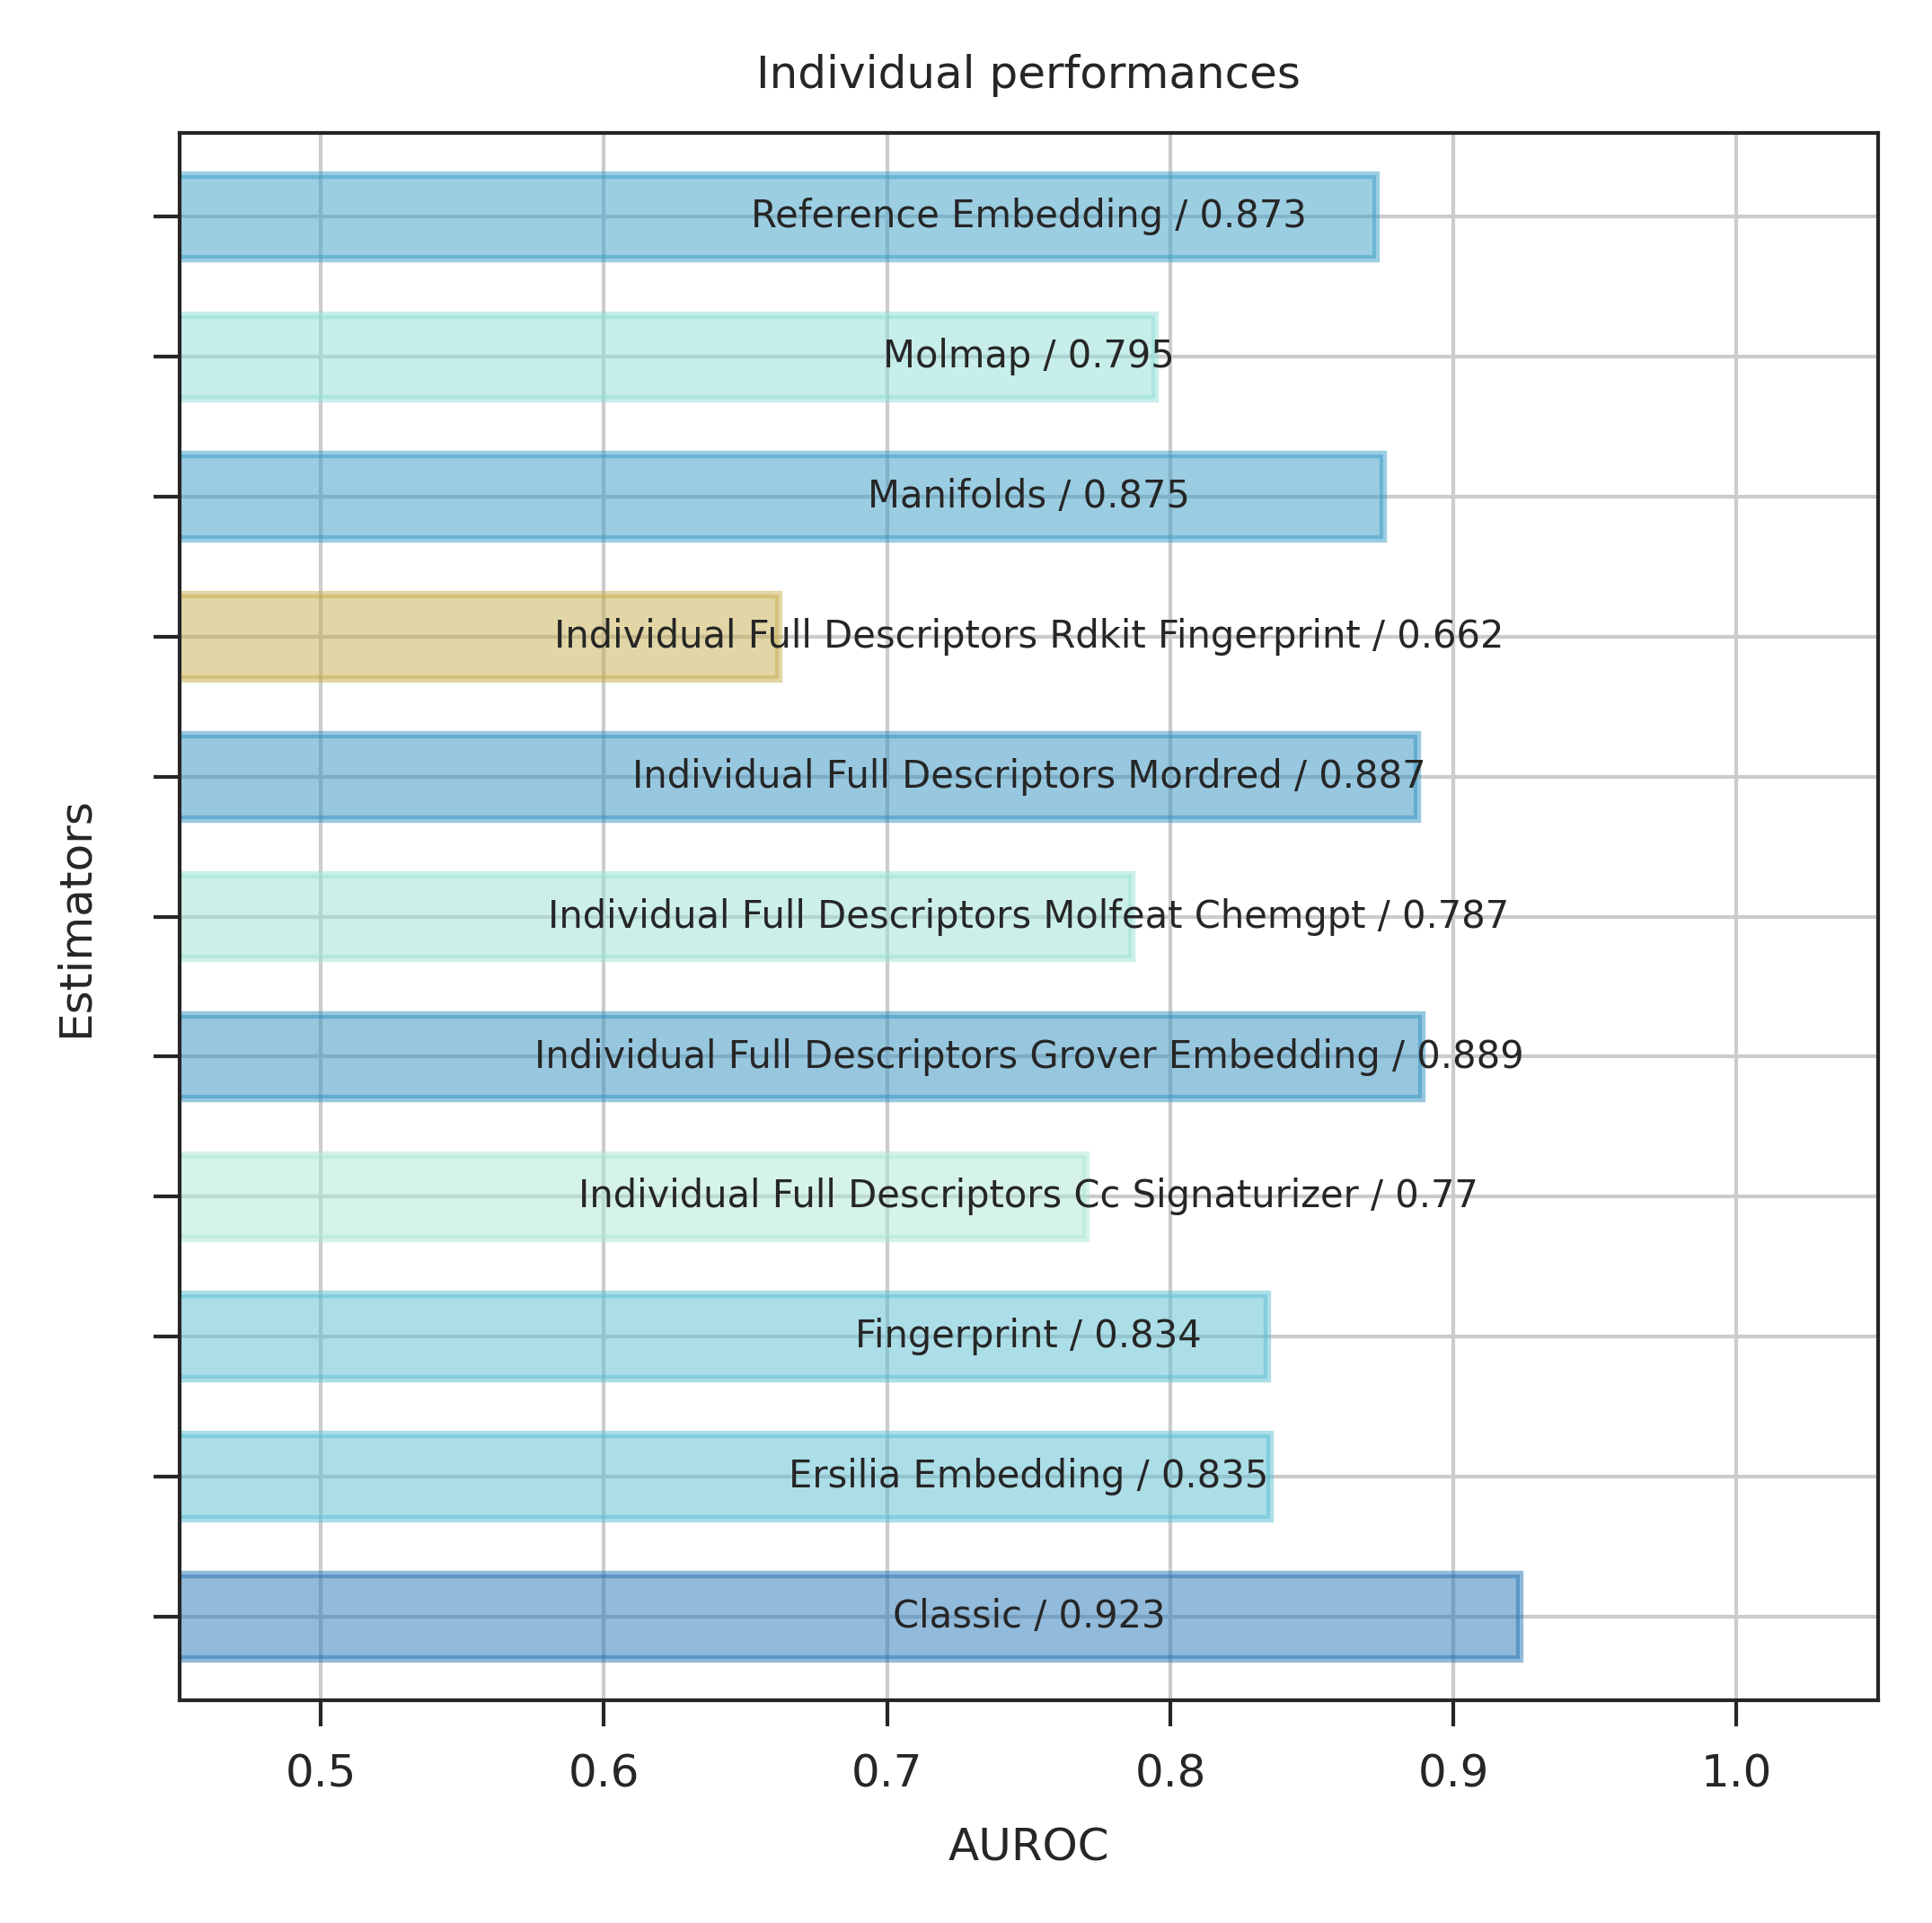 Individual performances
Reference Embedding / 0.873
Molmap / 0.795
Manifolds / 0.875
Individual Full Descriptors Rdkit Fingerprint / 0.662
Individual Full Descriptors Mordred / 0.887
Individual Full Descriptors Molfeat Chemgpt / 0.787
Individual Full Descriptors Grover Embedding / 0.889
Individual Full Descriptors Cc Signaturizer / 0.77
Fingerprint / 0.834
Ersilia Embedding / 0.835
Classic / 0.923
Estimators
0.5 0.6 0.7 0.8 0.9 1.0
AUROC